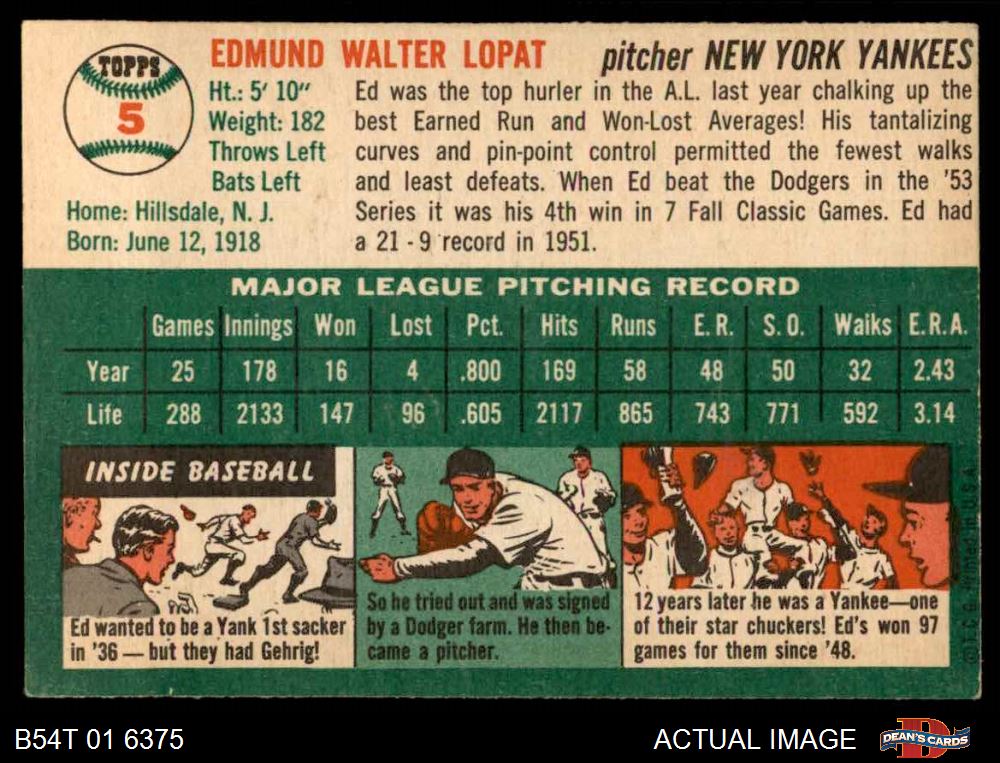 TOPPS
5
EDMUND WALTER LOPAT pitcher NEW YORK YANKEES
Ht.: 5' 10"
Weight: 182
Throws Left
Bats Left
Home: Hillsdale, N. J.
Born: June 12, 1918
Ed was the top hurler in the A.L. last year chalking up the
best Earned Run and Won-Lost Averages! His tantalizing
curves and pin-point control permitted the fewest walks
and least defeats. When Ed beat the Dodgers in the '53
Series it was his 4th win in 7 Fall Classic Games. Ed had
a 21 - 9 record in 1951.
MAJOR LEAGUE PITCHING RECORD
Games Innings Won Lost Pct. Hits Runs E. R. S. O. Walks E.R.A.
Year 25 178 16 4 .800 169 58 48 50 32 2.43
Life 288 2133 147 96 .605 2117 865 743 771 592 3.14
INSIDE BASEBALL
Ed wanted to be a Yank 1st sacker
in '36 — but they had Gehrig!
So he tried out and was signed
by a Dodger farm. He then be-
came a pitcher.
12 years later he was a Yankee—one
of their star chuckers! Ed's won 97
games for them since '48.
© T. C. G. Printed in U.S.A.
B54T 01 6375
ACTUAL IMAGE
D
DEAN'S CARDS